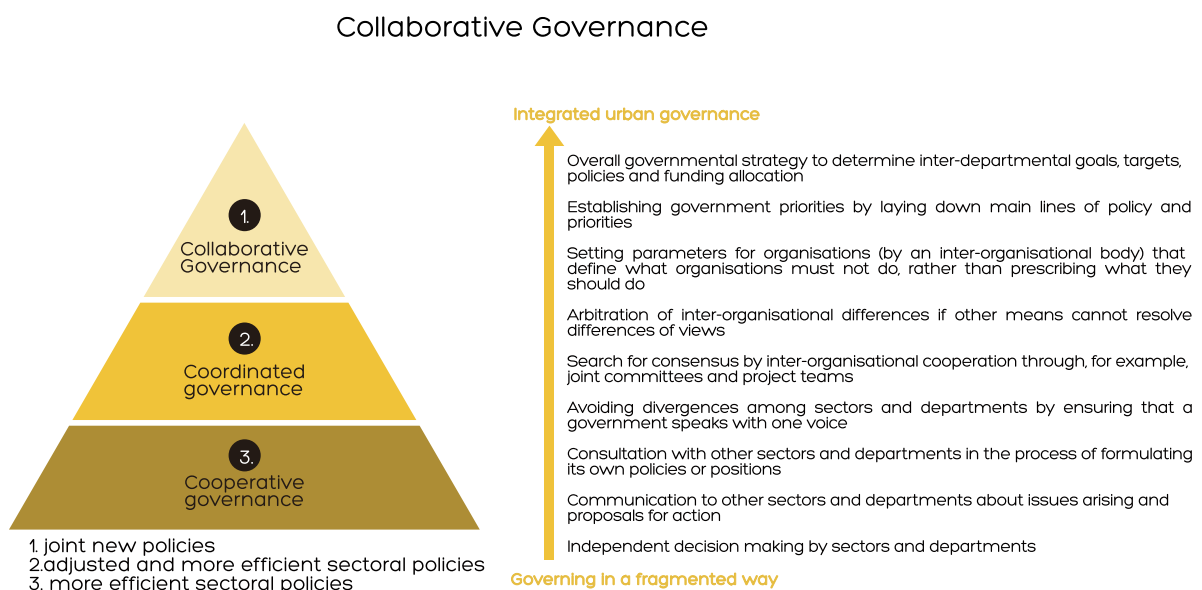 Collaborative Governance
1.
Collaborative
Governance
2.
Coordinated
governance
3.
Cooperative
governance
1. joint new policies
2.adjusted and more efficient sectoral policies
3. more efficient sectoral policies
Integrated urban governance
Overall governmental strategy to determine inter-departmental goals, targets,
policies and funding allocation
Establishing government priorities by laying down main lines of policy and
priorities
Setting parameters for organisations (by an inter-organisational body) that
define what organisations must not do, rather than prescribing what they
should do
Arbitration of inter-organisational differences if other means cannot resolve
differences of views
Search for consensus by inter-organisational cooperation through, for example,
joint committees and project teams
Avoiding divergences among sectors and departments by ensuring that a
government speaks with one voice
Consultation with other sectors and departments in the process of formulating
its own policies or positions
Communication to other sectors and departments about issues arising and
proposals for action
Independent decision making by sectors and departments
Governing in a fragmented way